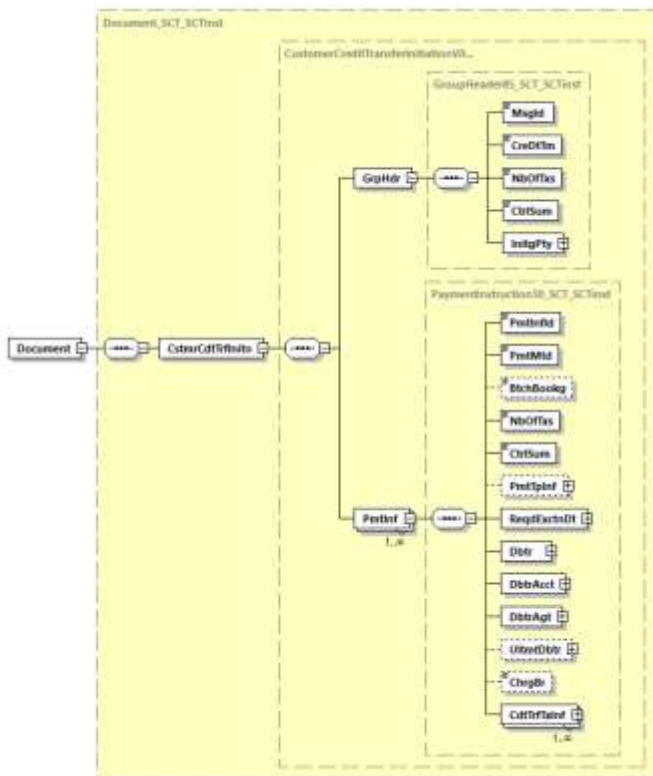 Document_SCT_SCTinst
CustomerCreditTransferInitiationV0...
GroupHeader85_SCT_SCTinst
MsgId
CreDtTm
GrpHdr
NbOfTxs
CtrlSum
InitgPty
PaymentInstruction30_SCT_SCTinst
PmtInfId
Document
CstmrCdtTrfInitn
PmtMtd
BtchBookg
NbOfTxs
CtrlSum
PmtTpInf
PmtInf
ReqdExctnDt
1..∞
Dbtr
DbtrAcct
DbtrAgt
UltmtDbtr
ChrgBr
CdtTrfTxInf
1..∞